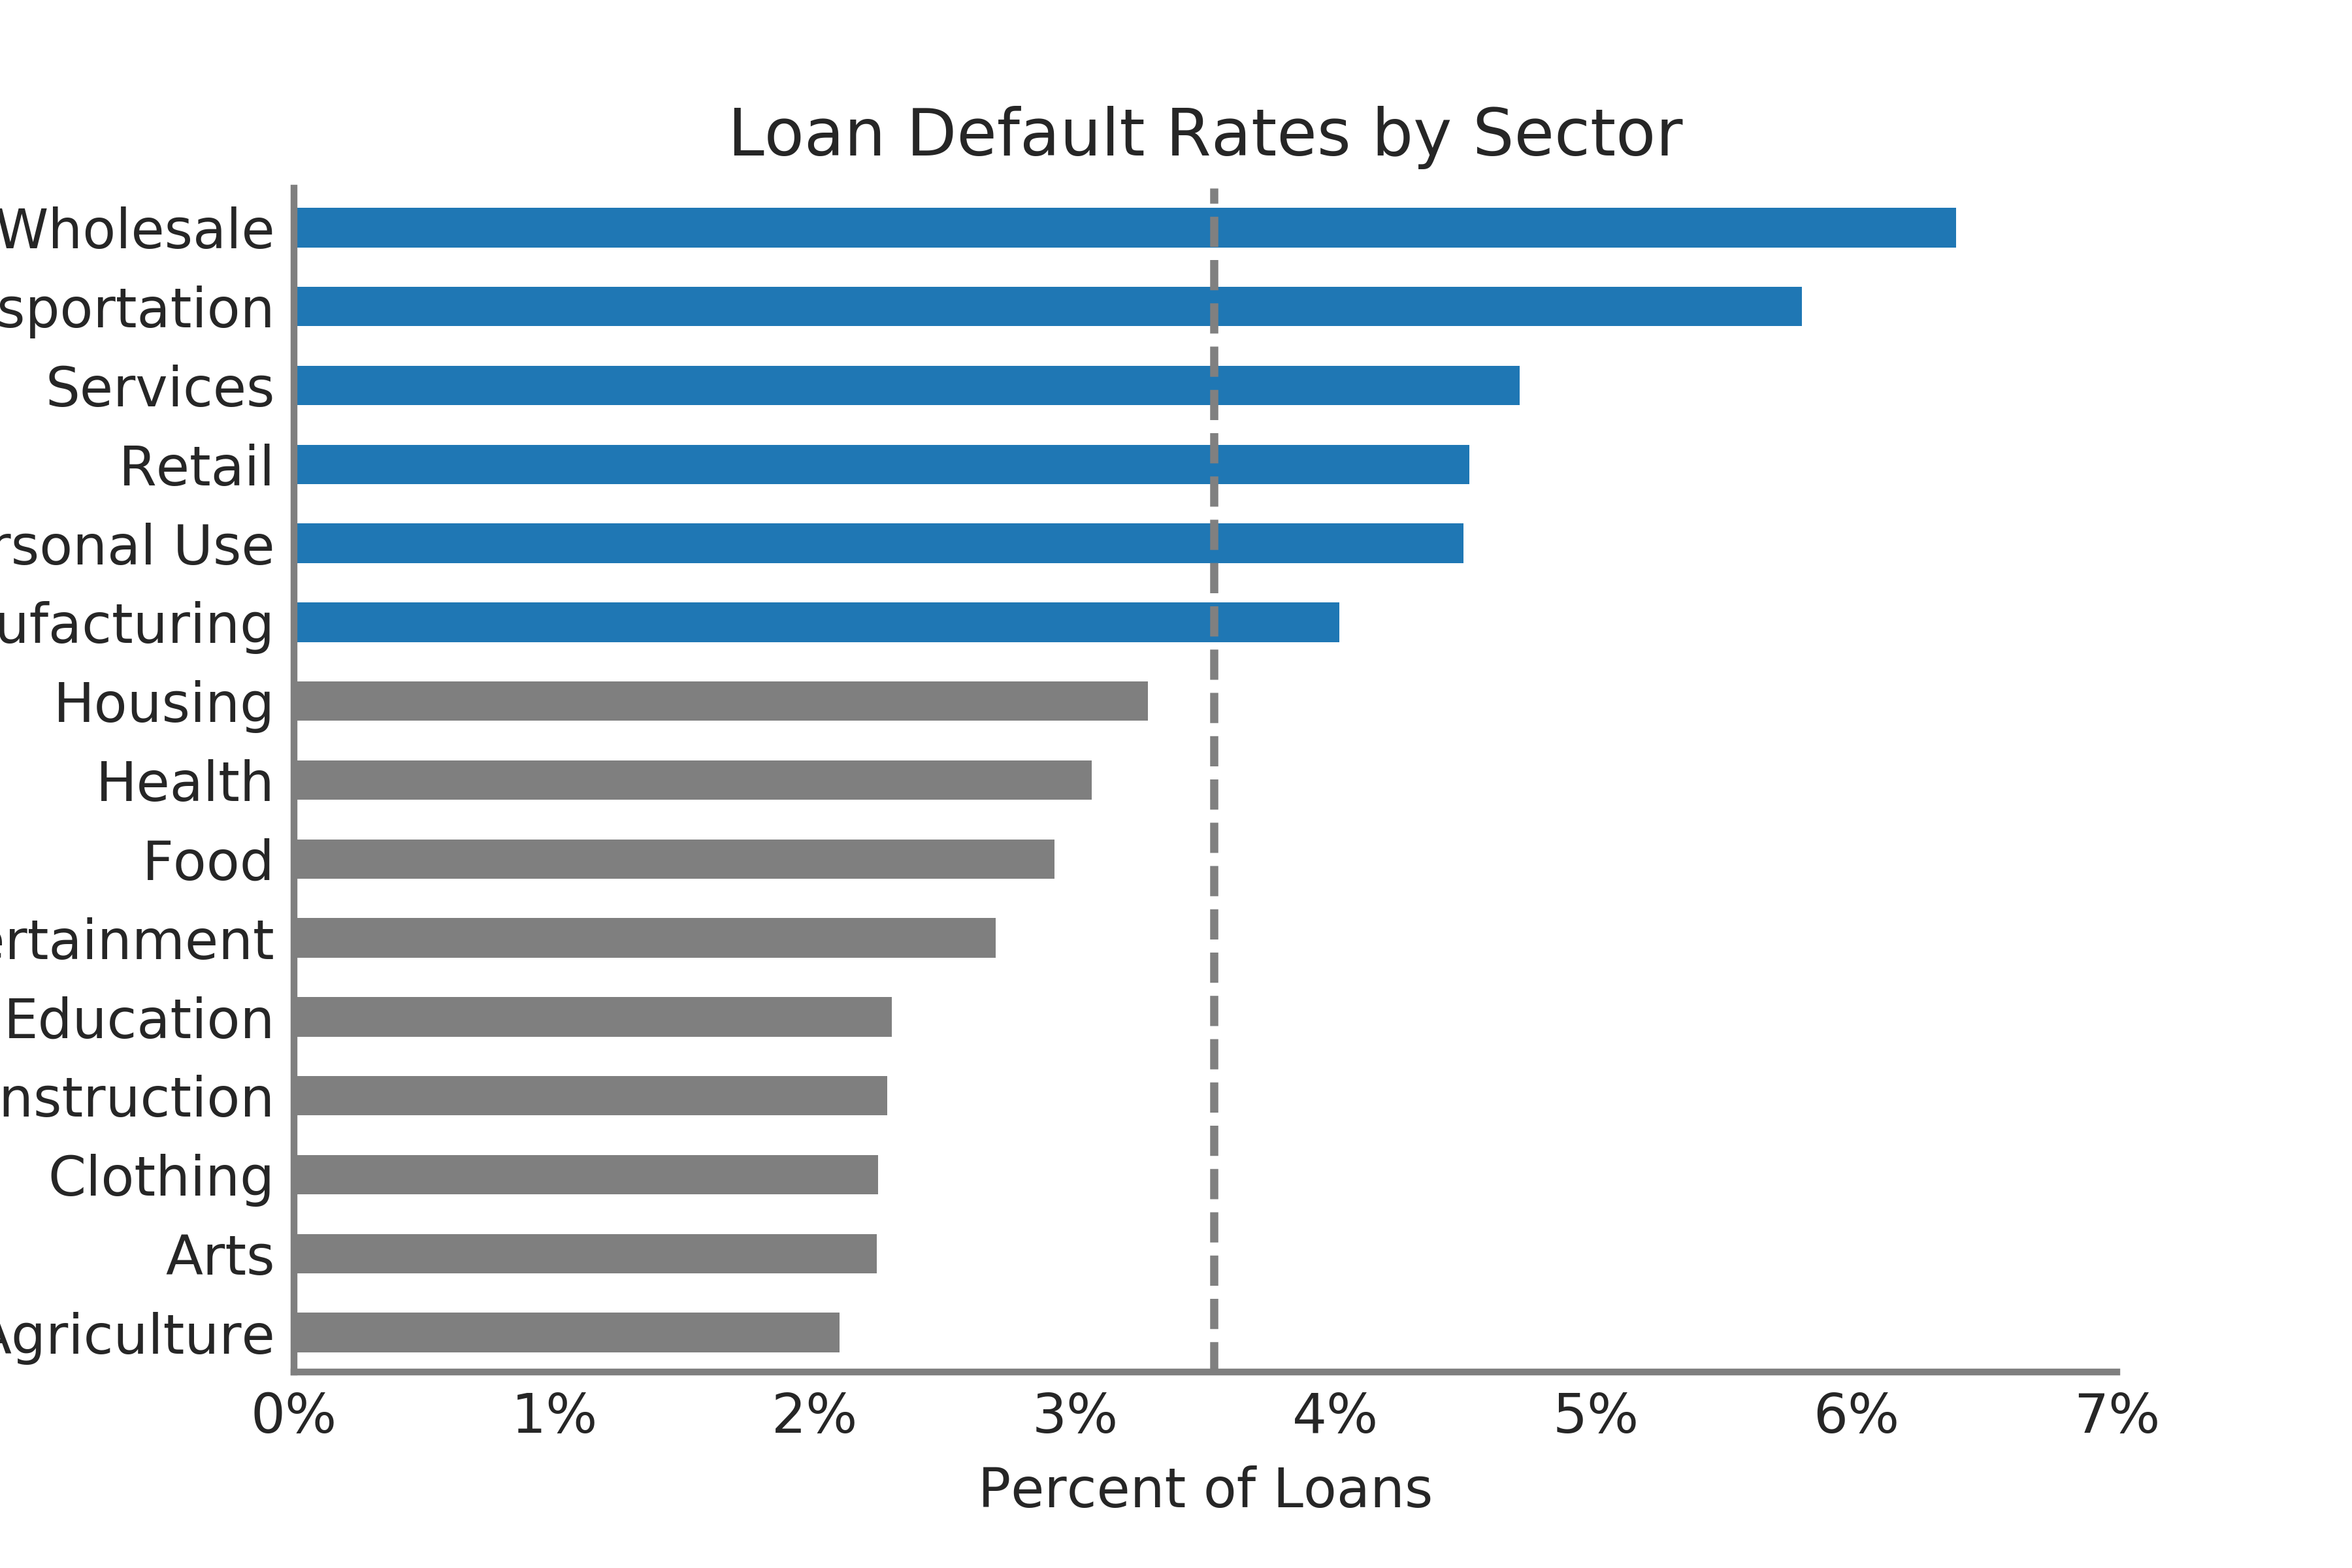 Loan Default Rates by Sector
Wholesale
sportation
Services
Retail
rsonal Use
ufacturing
Housing
Health
Food
ertainment
Education
nstruction
Clothing
Arts
Agriculture
0% 1% 2% 3% 4% 5% 6% 7%
Percent of Loans